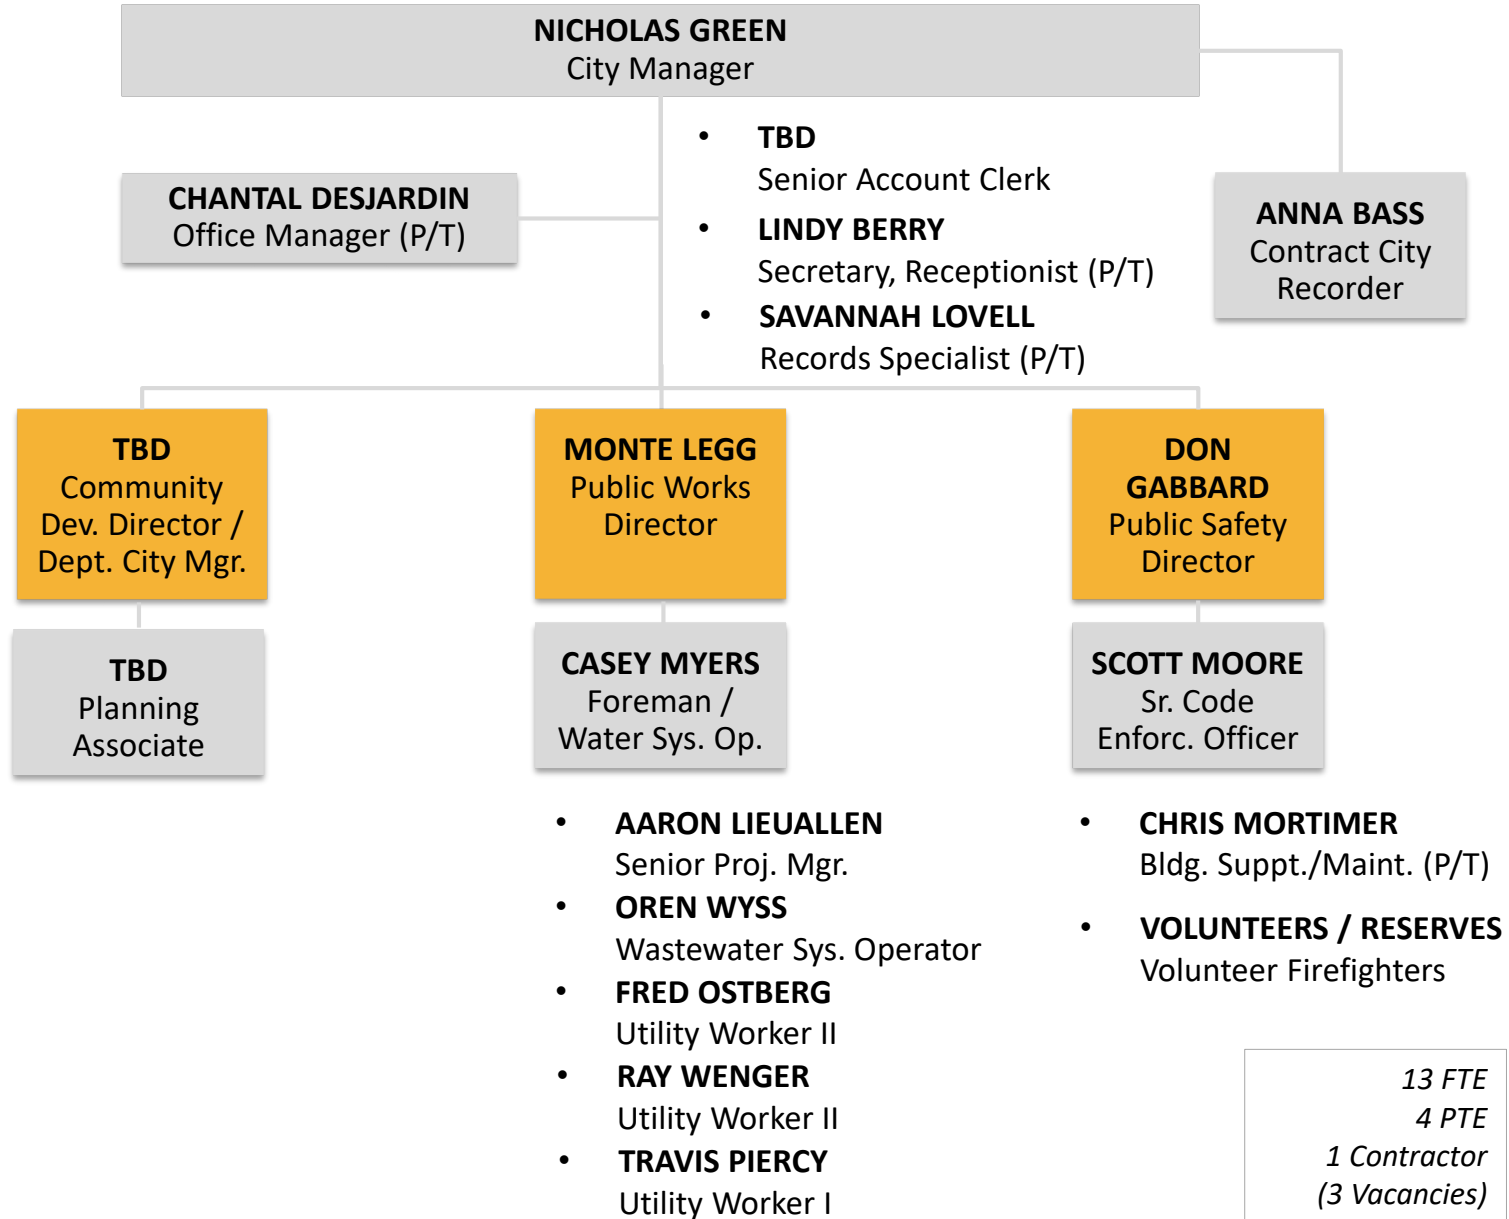 NICHOLAS GREEN
City Manager
CHANTAL DESJARDIN
Office Manager (P/T)
• TBD
Senior Account Clerk
• LINDY BERRY
Secretary, Receptionist (P/T)
• SAVANNAH LOVELL
Records Specialist (P/T)
ANNA BASS
Contract City
Recorder
TBD
Community
Dev. Director /
Dept. City Mgr.
TBD
Planning
Associate
MONTE LEGG
Public Works
Director
CASEY MYERS
Foreman /
Water Sys. Op.
• AARON LIEUALLEN
Senior Proj. Mgr.
• OREN WYSS
Wastewater Sys. Operator
• FRED OSTBERG
Utility Worker II
• RAY WENGER
Utility Worker II
• TRAVIS PIERCY
Utility Worker I
DON
GABBARD
Public Safety
Director
SCOTT MOORE
Sr. Code
Enforc. Officer
• CHRIS MORTIMER
Bldg. Suppt./Maint. (P/T)
• VOLUNTEERS / RESERVES
Volunteer Firefighters
13 FTE
4 PTE
1 Contractor
(3 Vacancies)